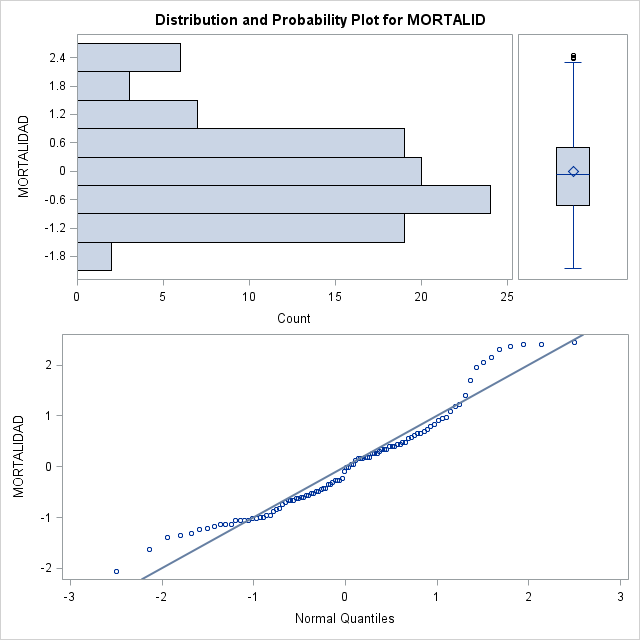 Distribution and Probability Plot for MORTALID
MORTALIDAD
2.4
1.8
1.2
0.6
0
-0.6
-1.2
-1.8
0 5 10 15 20 25
Count
MORTALIDAD
2
1
0
-1
-2
-3 -2 -1 0 1 2 3
Normal Quantiles